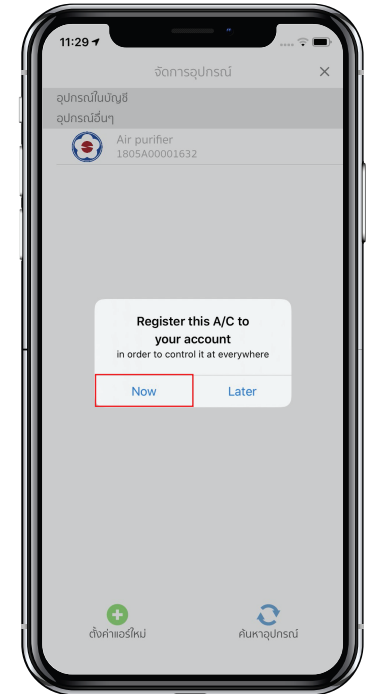 11:29
จัดการอุปกรณ์
อุปกรณ์ในบัญชี
อุปกรณ์อื่นๆ
Air purifier
1805A00001632
Register this A/C to
your account
in order to control it at everywhere
Now Later
ตั้งค่าแอร์ใหม่ ค้นหาอุปกรณ์